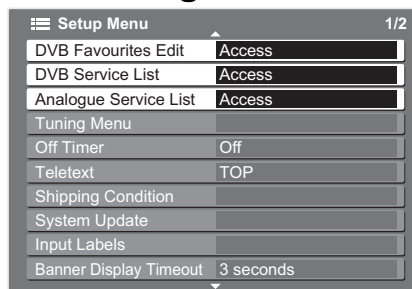 Setup Menu 1/2
DVB Favourites Edit Access
DVB Service List Access
Analogue Service List Access
Tuning Menu
Off Timer Off
Teletext TOP
Shipping Condition
System Update
Input Labels
Banner Display Timeout 3 seconds